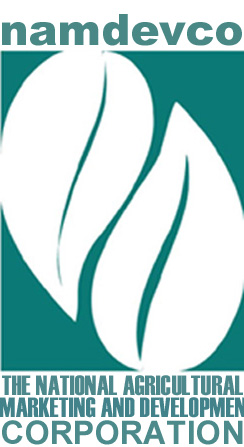 namdevco
THE NATIONAL AGRICULTURAL
MARKETING AND DEVELOPMEN
CORPORATION